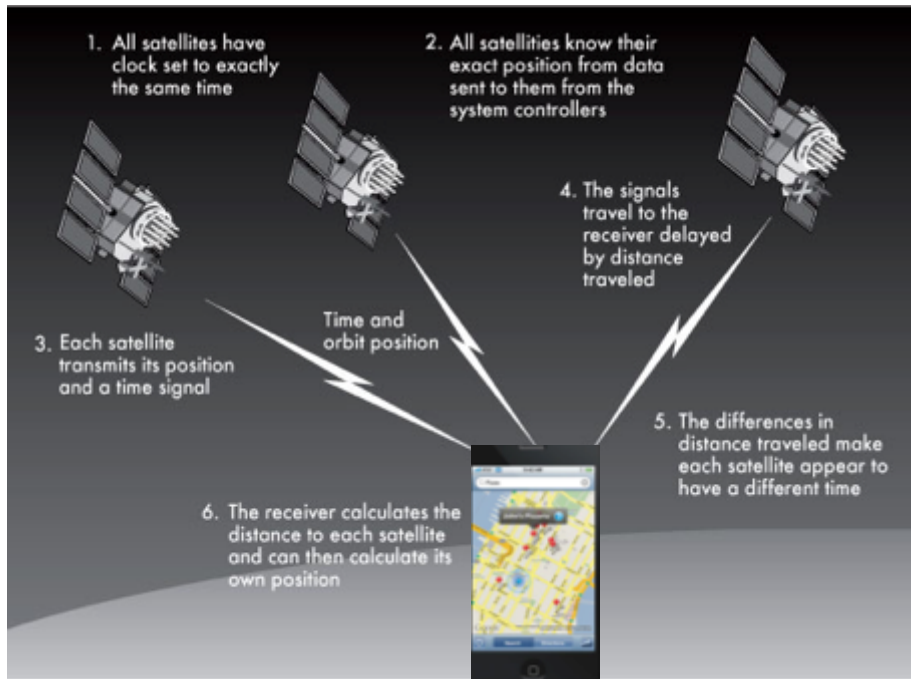 1. All satellites have
clock set to exactly
the same time
2. All satellities know their
exact position from data
sent to them from the
system controllers
3. Each satellite
transmits its position
and a time signal
Time and
orbit position
4. The signals
travel to the
receiver delayed
by distance
traveled
5. The differences in
distance traveled make
each satellite appear to
have a different time
6. The receiver calculates the
distance to each satellite
and can then calculate its
own position